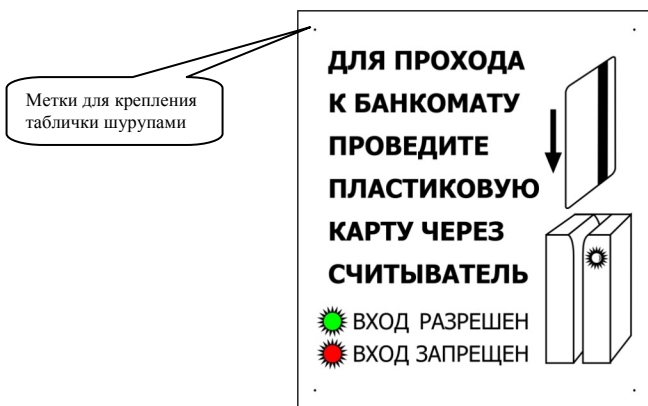 Метки для крепления
таблички шурупами
ДЛЯ ПРОХОДА
К БАНКОМАТУ
ПРОВЕДИТЕ
ПЛАСТИКОВУЮ
КАРТУ ЧЕРЕЗ
СЧИТЫВАТЕЛЬ
ВХОД РАЗРЕШЕН
ВХОД ЗАПРЕЩЕН